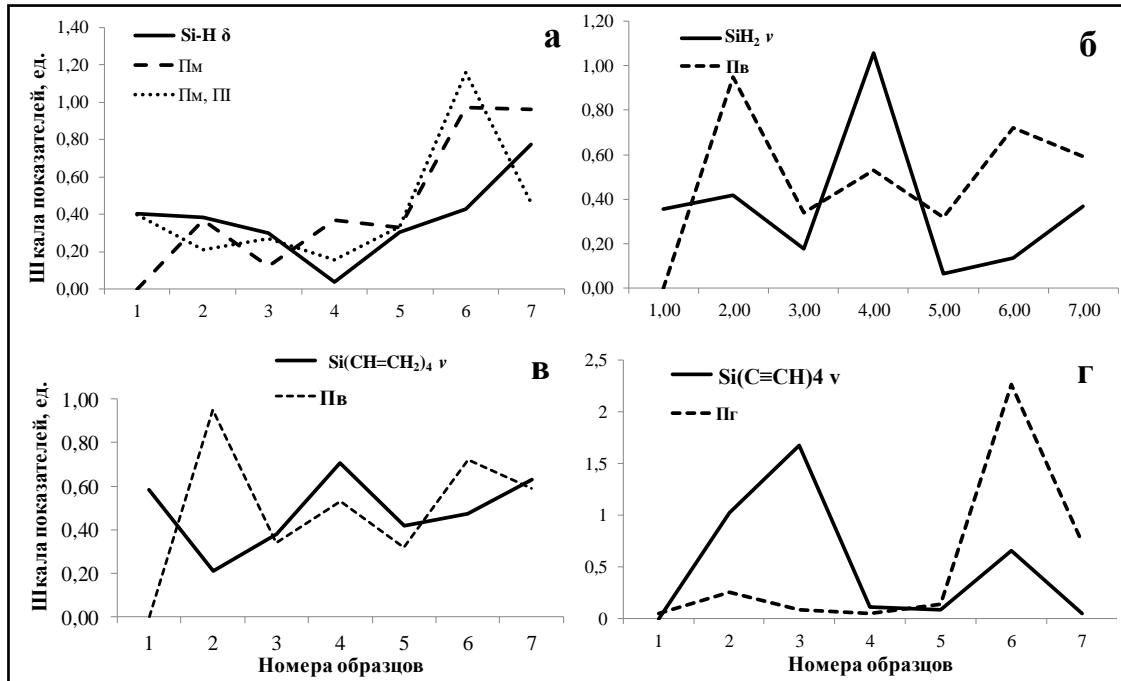 Шкала показателей, ед.
1,40
1,20
1,00
0,80
0,60
0,40
0,20
0,00
Si-H δ
Пм
Пм, ПI
а
1 2 3 4 5 6 7
1,20
1,00
0,80
0,60
0,40
0,20
0,00
SiH₂ ν
Пв
б
1,00 2,00 3,00 4,00 5,00 6,00 7,00
Шкала показателей, ед.
Si(CH=CH₂)₄ ν
Пв
в
1,00
0,80
0,60
0,40
0,20
0,00
1 2 3 4 5 6 7
Номера образцов
Si(C≡CH)4 ν
Пг
г
2,5
2
1,5
1
0,5
0
1 2 3 4 5 6 7
Номера образцов